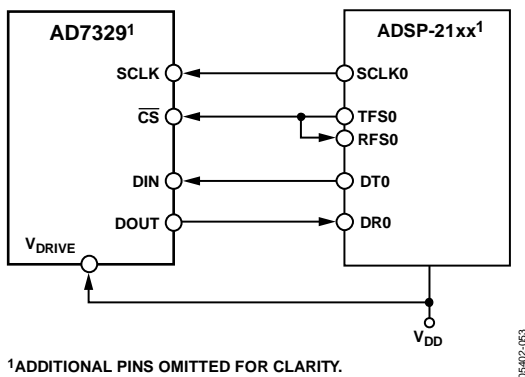 AD7329¹
ADSP-21xx¹
SCLK
SCLK0
CS
TFS0
RFS0
DIN
DT0
DOUT
DR0
VDRIVE
VDD
¹ADDITIONAL PINS OMITTED FOR CLARITY.
05402-053